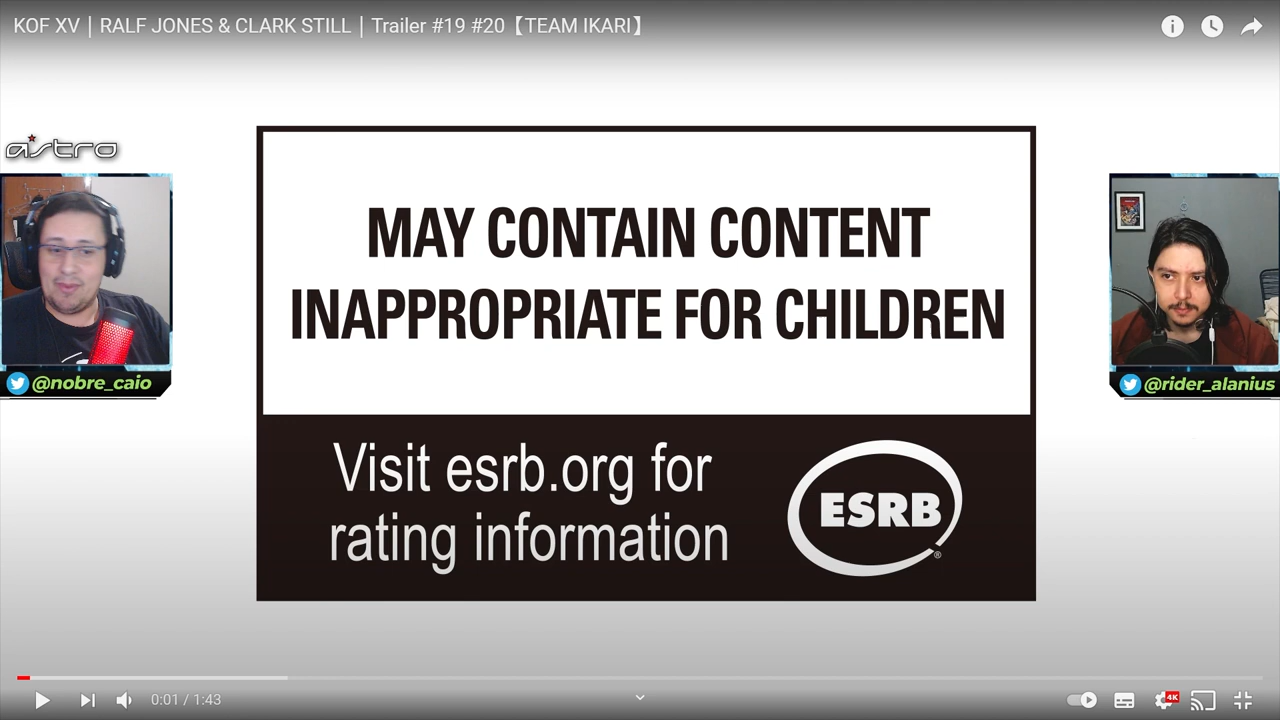 KOF XV | RALF JONES & CLARK STILL | Trailer #19 #20【TEAM IKARI】
astro
MAY CONTAIN CONTENT
INAPPROPRIATE FOR CHILDREN
@nobre_caio
@rider_alanius
Visit esrb.org for
rating information
ESRB
®
0:01 / 1:43
4K